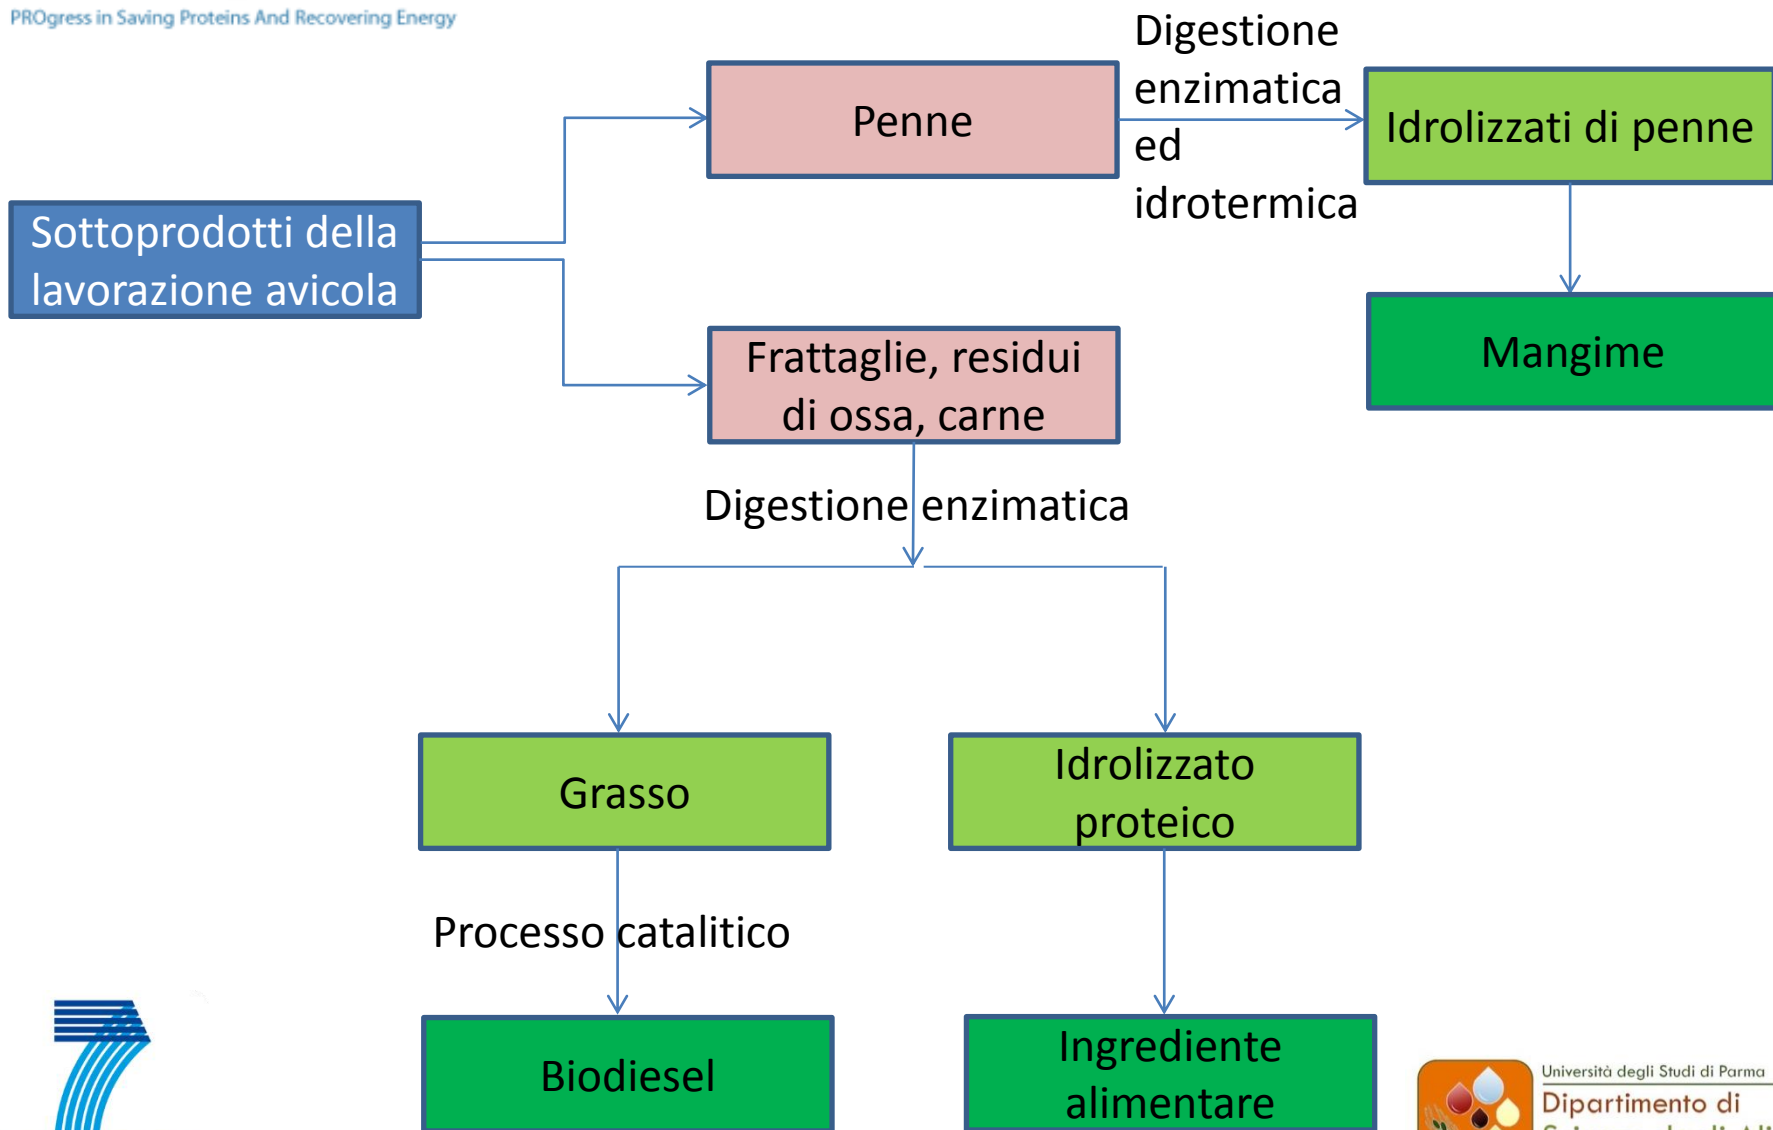 PROgress in Saving Proteins And Recovering Energy
Digestione
enzimatica
ed
idrotermica
Penne
Idrolizzati di penne
Sottoprodotti della
lavorazione avicola
Mangime
Frattaglie, residui
di ossa, carne
Digestione enzimatica
Grasso
Idrolizzato
proteico
Processo catalitico
Biodiesel
Ingrediente
alimentare
7
Università degli Studi di Parma
Dipartimento di